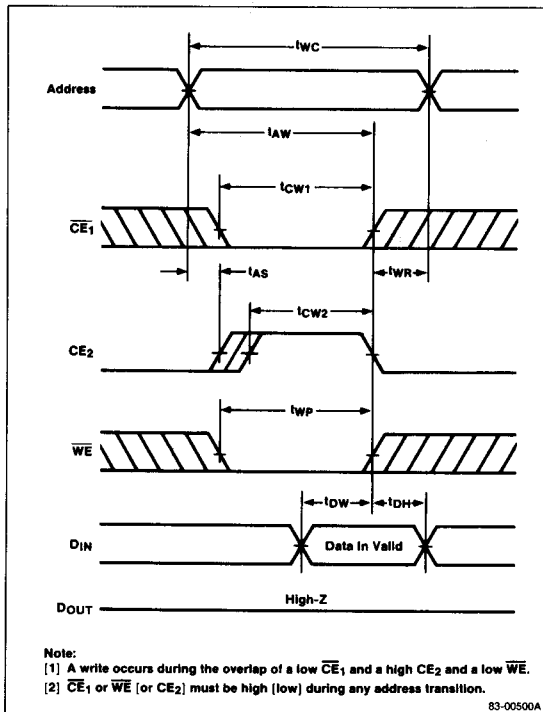 tWC
Address
tAW
tCW1
CE1
tAS
tWR
tCW2
CE2
tWP
WE
tDW
tDH
DIN
Data In Valid
High-Z
DOUT
Note:
[1] A write occurs during the overlap of a low CE1 and a high CE2 and a low WE.
[2] CE1 or WE [or CE2] must be high [low] during any address transition.
83-00500A